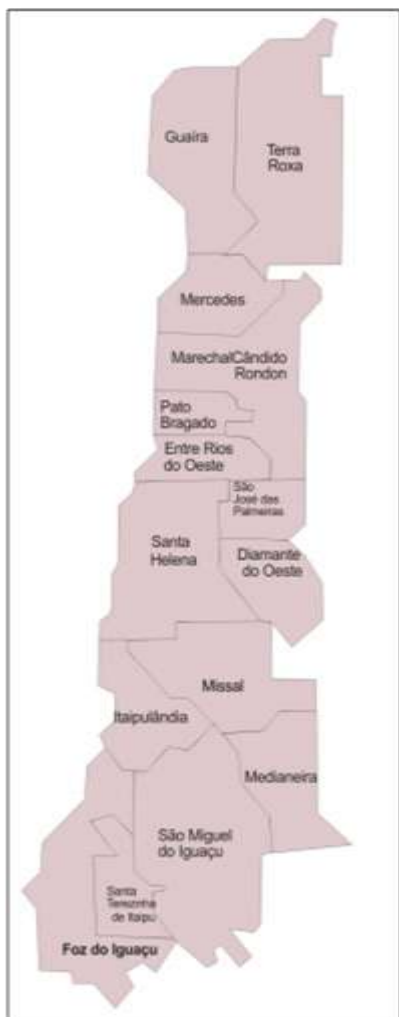 Guaíra
Terra
Roxa
Mercedes
MarechalCândido
Rondon
Pato
Bragado
Entre Rios
do Oeste
São
José das
Palmeiras
Santa
Helena
Diamante
do Oeste
Missal
Itaipulândia
Medianeira
São Miguel
do Iguaçu
Santa
Terezinha
de Itaipu
Foz do Iguaçu